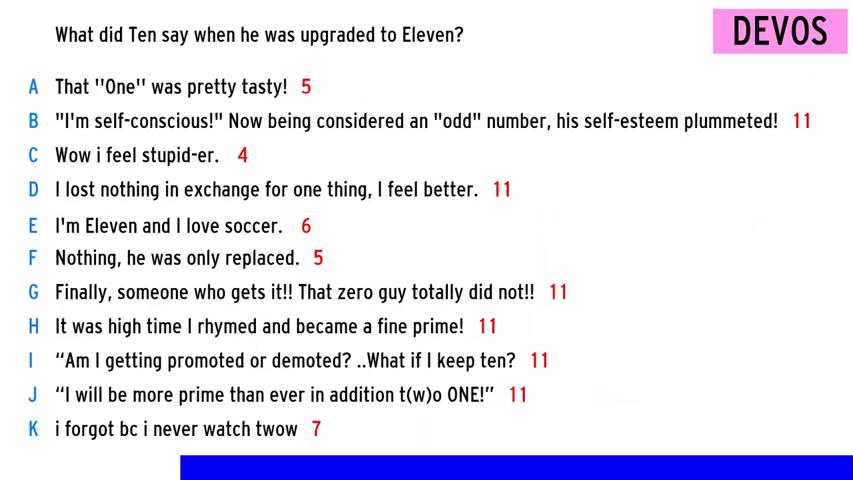 What did Ten say when he was upgraded to Eleven?
DEVOS
A That "One" was pretty tasty! 5
B "I'm self-conscious!" Now being considered an "odd" number, his self-esteem plummeted! 11
C Wow i feel stupid-er. 4
D I lost nothing in exchange for one thing, I feel better. 11
E I'm Eleven and I love soccer. 6
F Nothing, he was only replaced. 5
G Finally, someone who gets it!! That zero guy totally did not!! 11
H It was high time I rhymed and became a fine prime! 11
I “Am I getting promoted or demoted? ..What if I keep ten? 11
J “I will be more prime than ever in addition t(w)o ONE!” 11
K i forgot bc i never watch twow 7